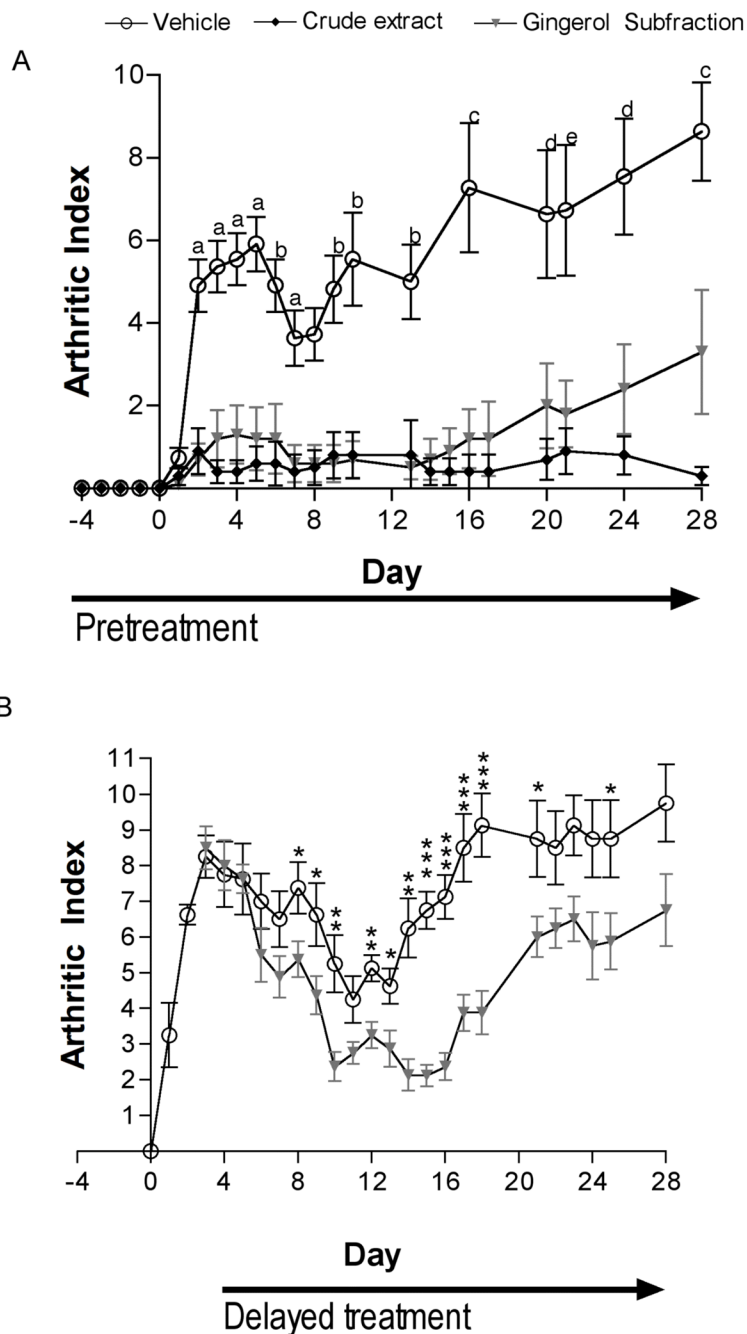 Vehicle Crude extract Gingerol Subfraction
A
10
8
6
4
2
Arthritic Index
a a a a b a b b b c d e d c
-4 0 4 8 12 16 20 24 28
Day
Pretreatment
B
11
10
9
8
7
6
5
4
3
2
1
Arthritic Index
* * ** ** * ** *** *** *** *** * *
-4 0 4 8 12 16 20 24 28
Day
Delayed treatment